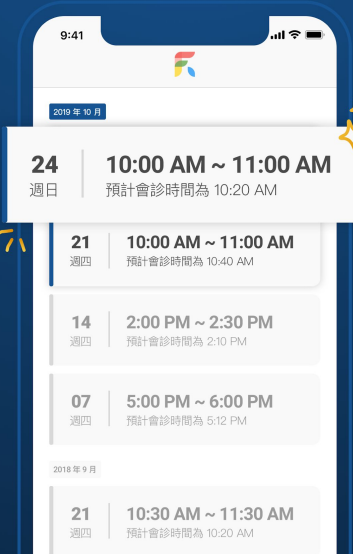 9:41
2019 年 10 月
24 10:00 AM ~ 11:00 AM
週日 預計會診時間為 10:20 AM
21 10:00 AM ~ 11:00 AM
週四 預計會診時間為 10:40 AM
14 2:00 PM ~ 2:30 PM
週四 預計會診時間為 2:10 PM
07 5:00 PM ~ 6:00 PM
週四 預計會診時間為 5:12 PM
2018 年 9 月
21 10:30 AM ~ 11:30 AM
週四 預計會診時間為 10:20 AM